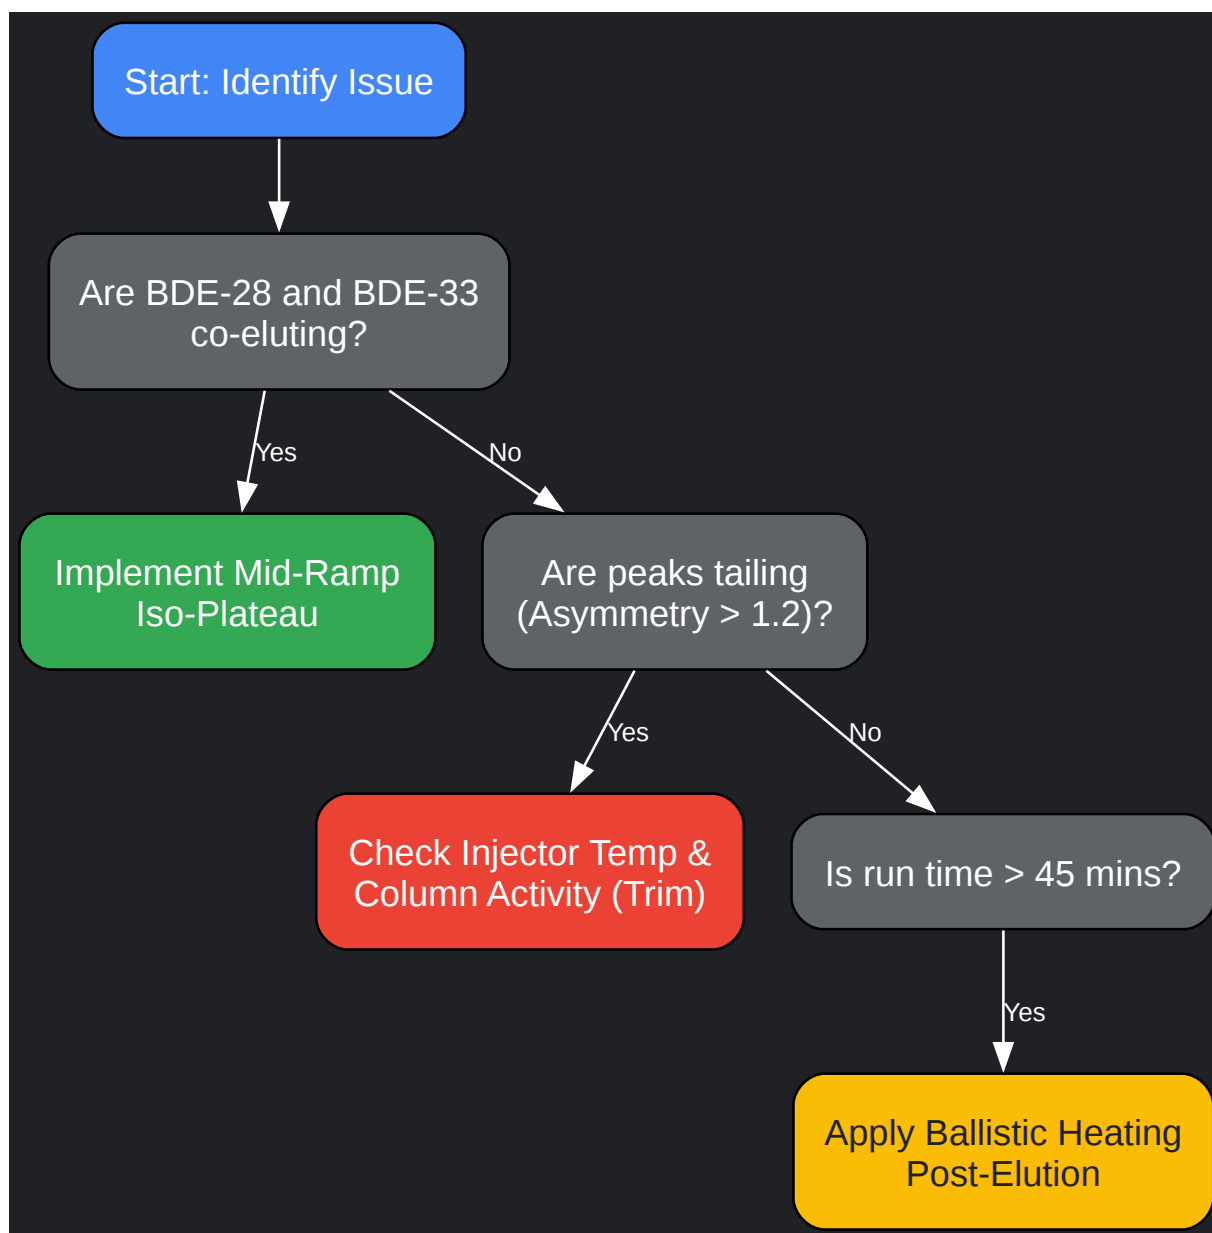 Start: Identify Issue
Are BDE-28 and BDE-33
co-eluting?
Yes
No
Implement Mid-Ramp
Iso-Plateau
Are peaks tailing
(Asymmetry > 1.2)?
Yes
No
Check Injector Temp &
Column Activity (Trim)
Is run time > 45 mins?
Yes
Apply Ballistic Heating
Post-Elution